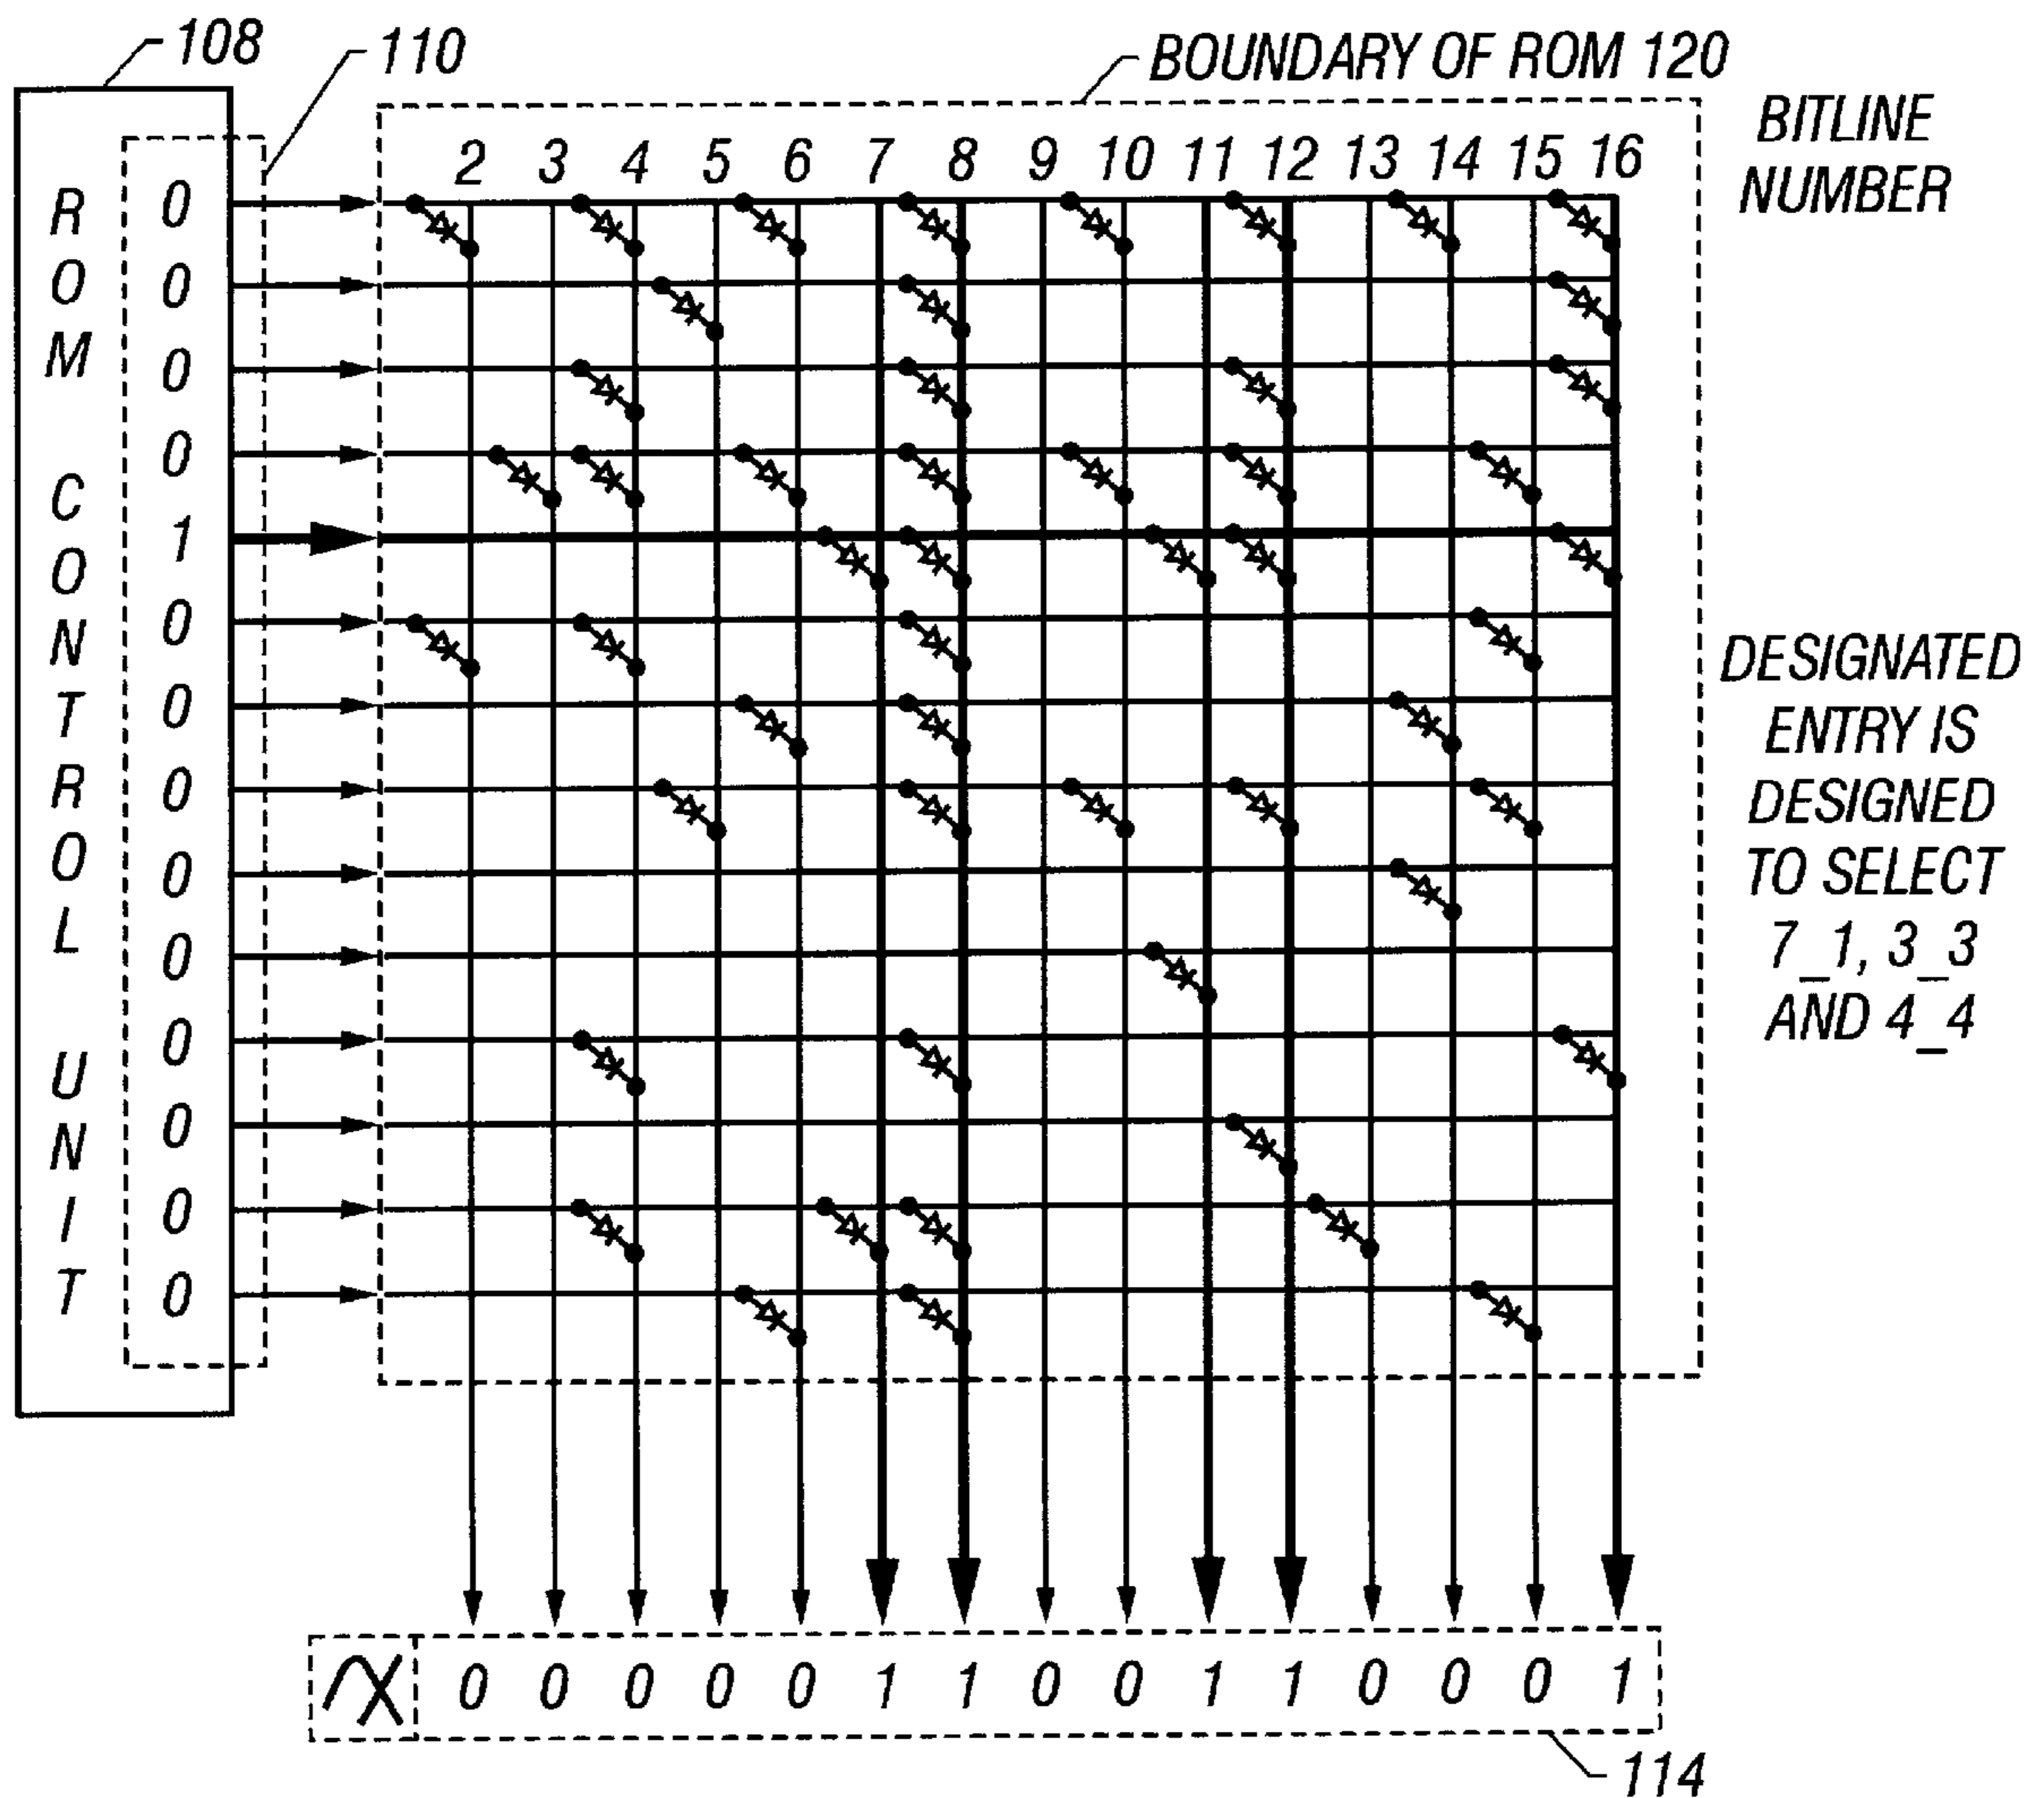 108
110
BOUNDARY OF ROM 120
BITLINE
NUMBER
2 3 4 5 6 7 8 9 10 11 12 13 14 15 16
ROM CONTROL UNIT
0
0
0
0
1
0
0
0
0
0
0
0
0
0
DESIGNATED
ENTRY IS
DESIGNED
TO SELECT
7_1, 3_3
AND 4_4
0 0 0 0 0 1 1 0 0 1 1 0 0 0 1
114